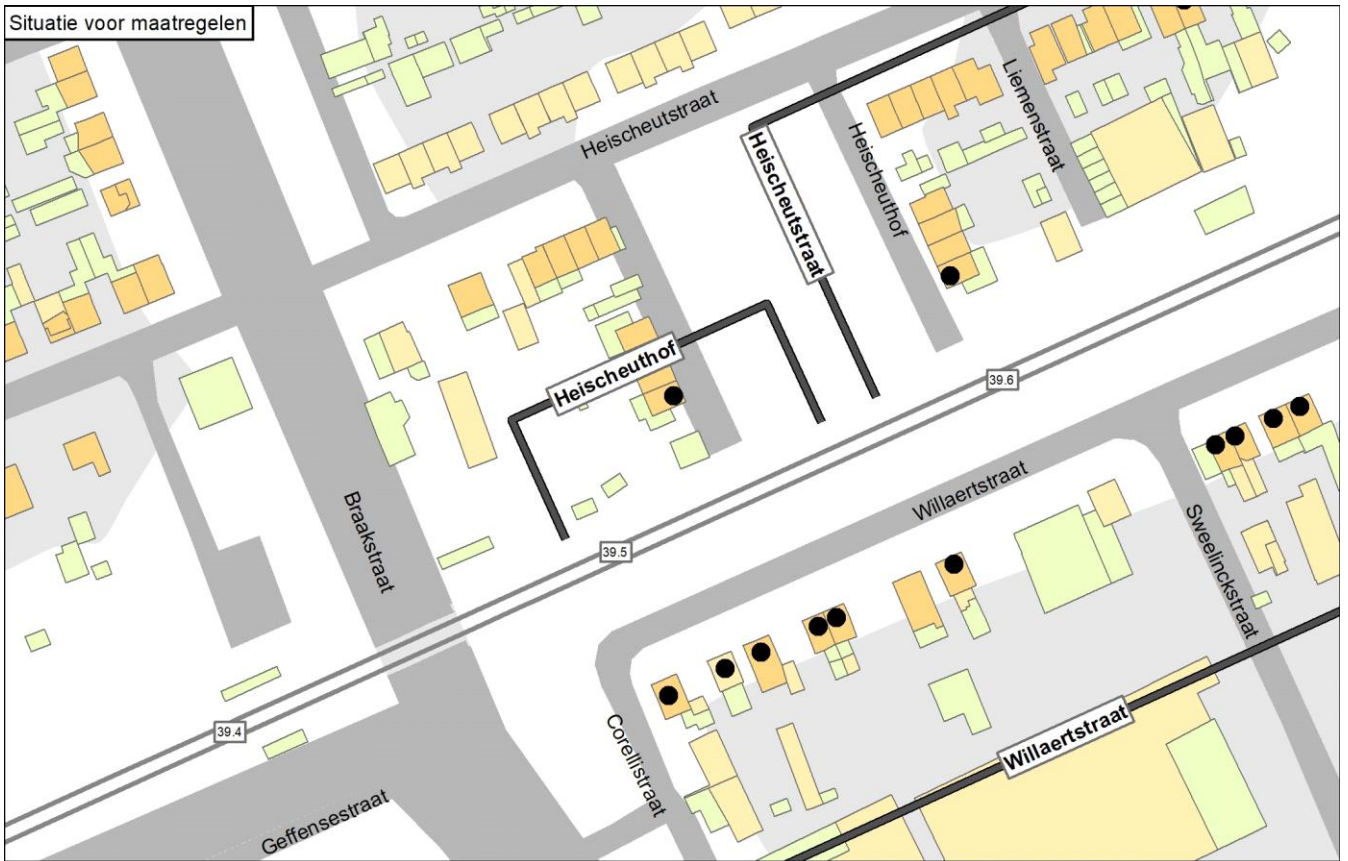 Situatie voor maatregelen
Heischeutstraat
Liemenstraat
Heischeutstraat
Heischeuthof
Heischeuthof
39.6
Braakstraat
Willaertstraat
39.5
Sweelinckstraat
39.4
Corellistraat
Willaertstraat
Geffensestraat